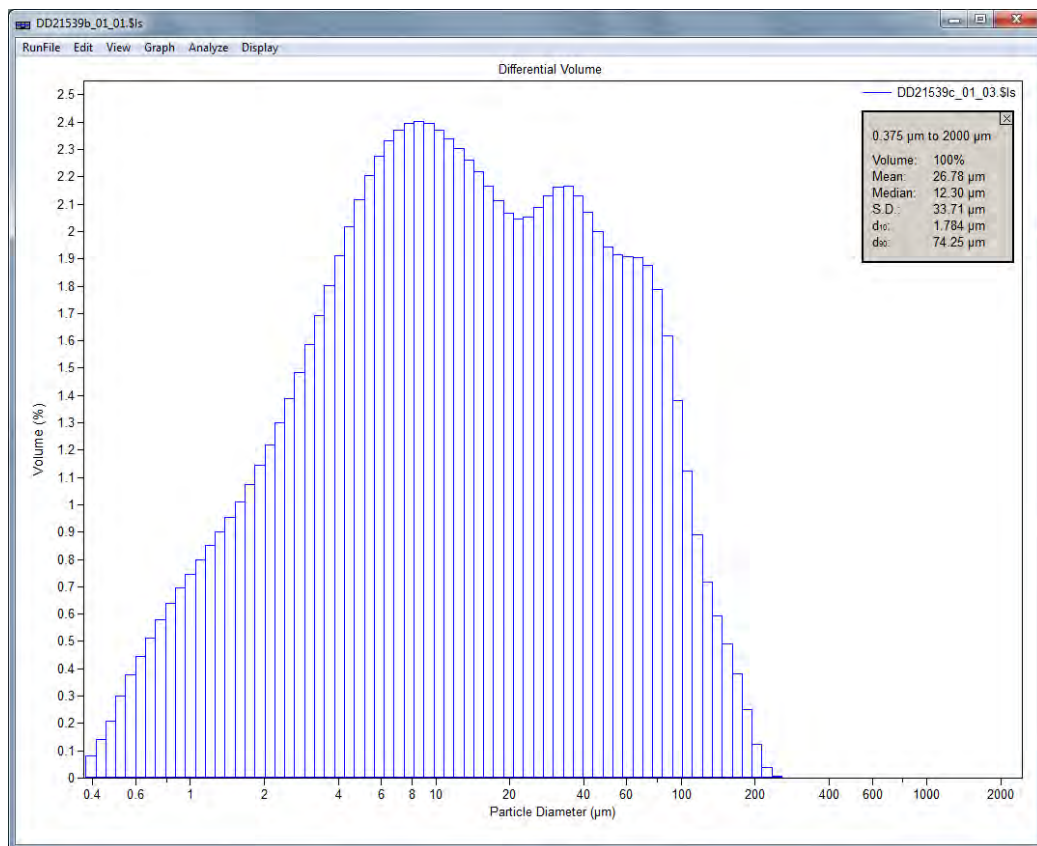 DD21539b_01_01.$ls
RunFile Edit View Graph Analyze Display
Differential Volume
DD21539c_01_03.$ls
0.375 µm to 2000 µm
Volume: 100%
Mean: 26.78 µm
Median: 12.30 µm
S.D.: 33.71 µm
d10: 1.784 µm
d90: 74.25 µm
2.5
2.4
2.3
2.2
2.1
2
1.9
1.8
1.7
1.6
1.5
1.4
1.3
1.2
1.1
1
0.9
0.8
0.7
0.6
0.5
0.4
0.3
0.2
0.1
0
Volume (%)
0.4 0.6 1 2 4 6 8 10 20 40 60 100 200 400 600 1000 2000
Particle Diameter (µm)